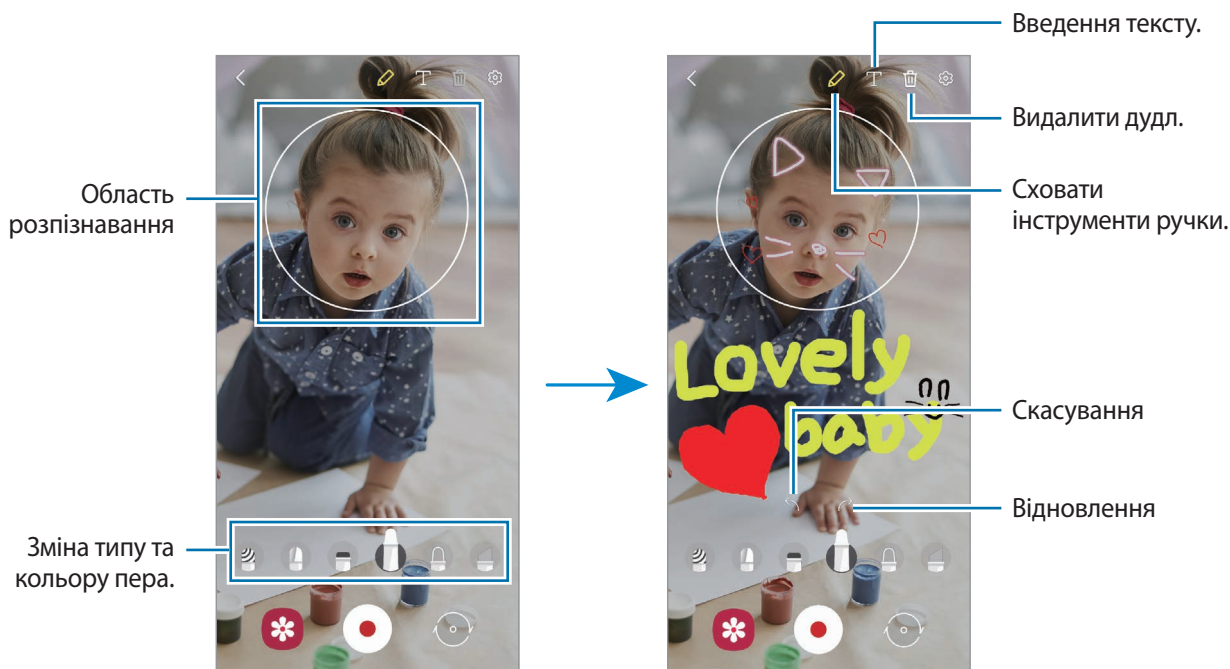 Введення тексту.
Видалити дудл.
Область
розпізнавання
Сховати
інструменти ручки.
Lovely
baby
Скасування
Відновлення
Зміна типу та
кольору пера.